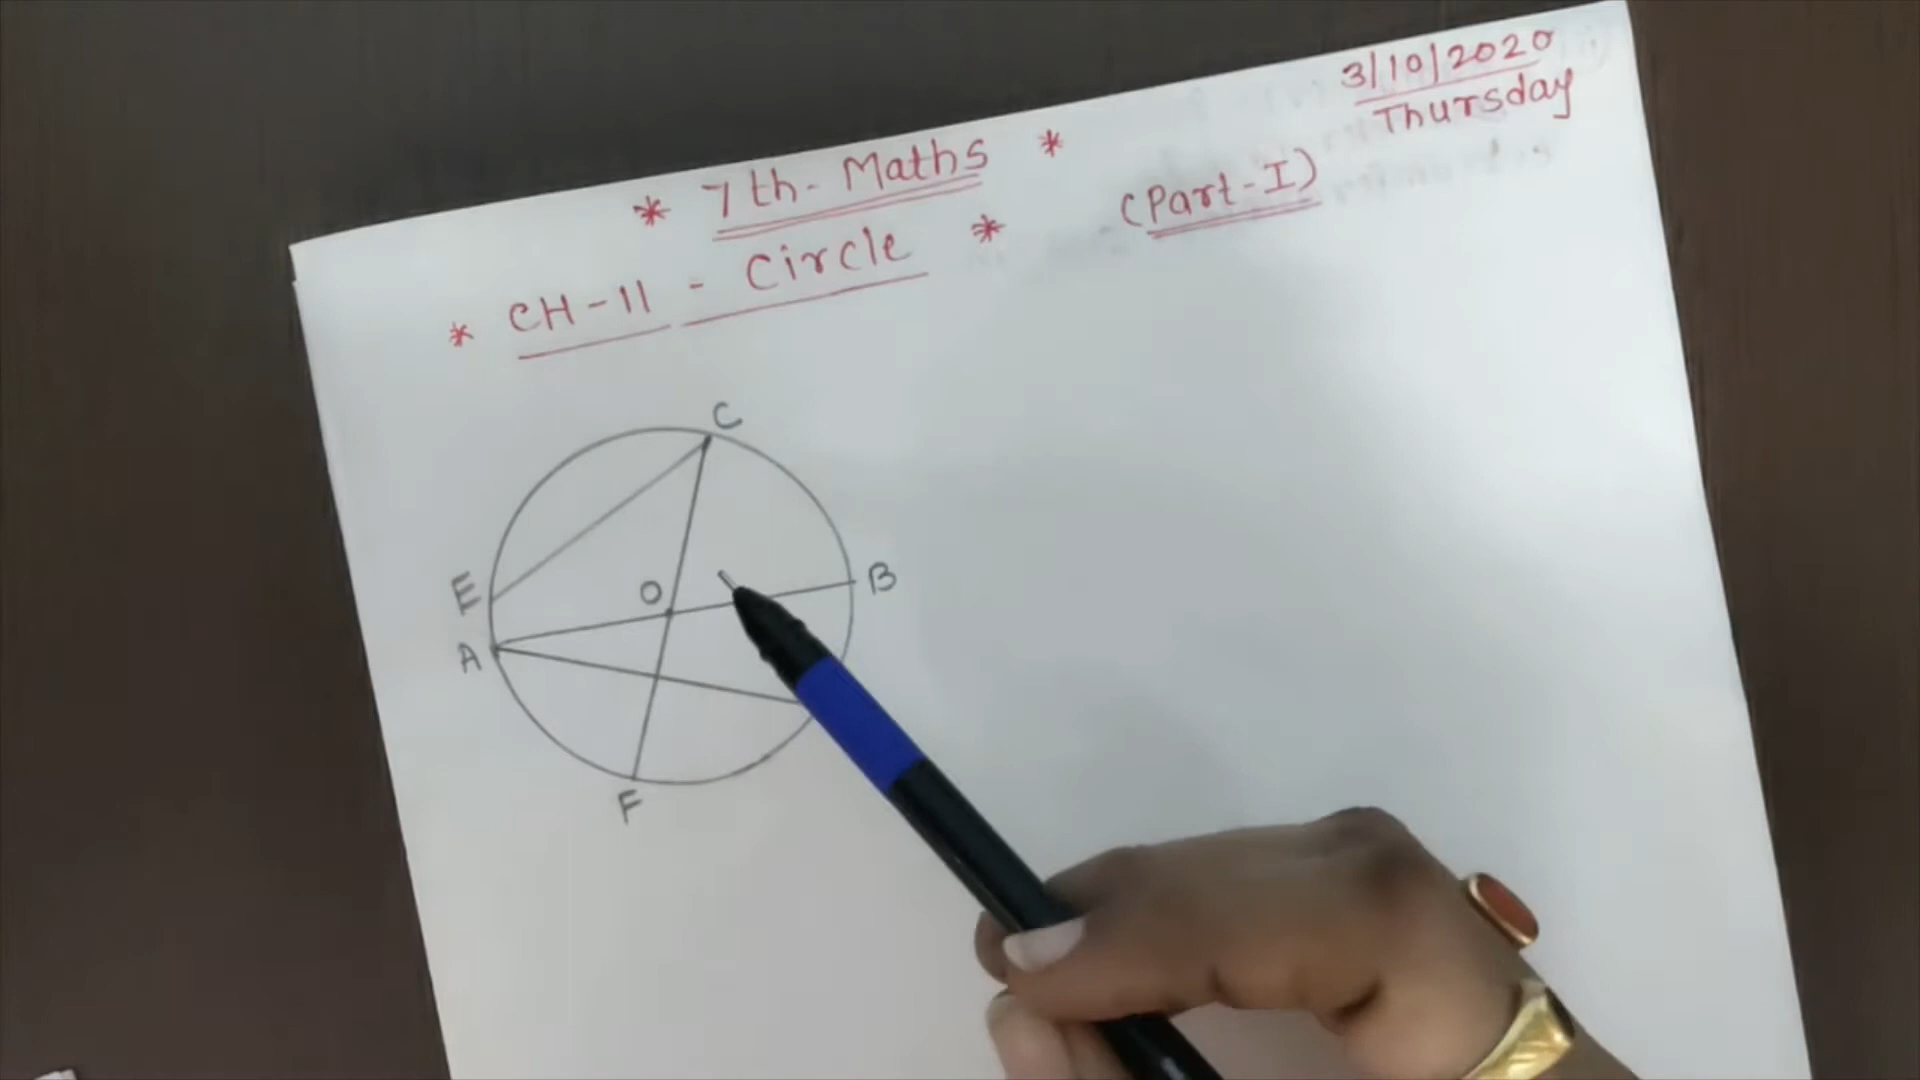 3/10/2020
Thursday
* 7th - Maths *
(Part-I)
* CH-11 - Circle *
C
E
O
B
A
F